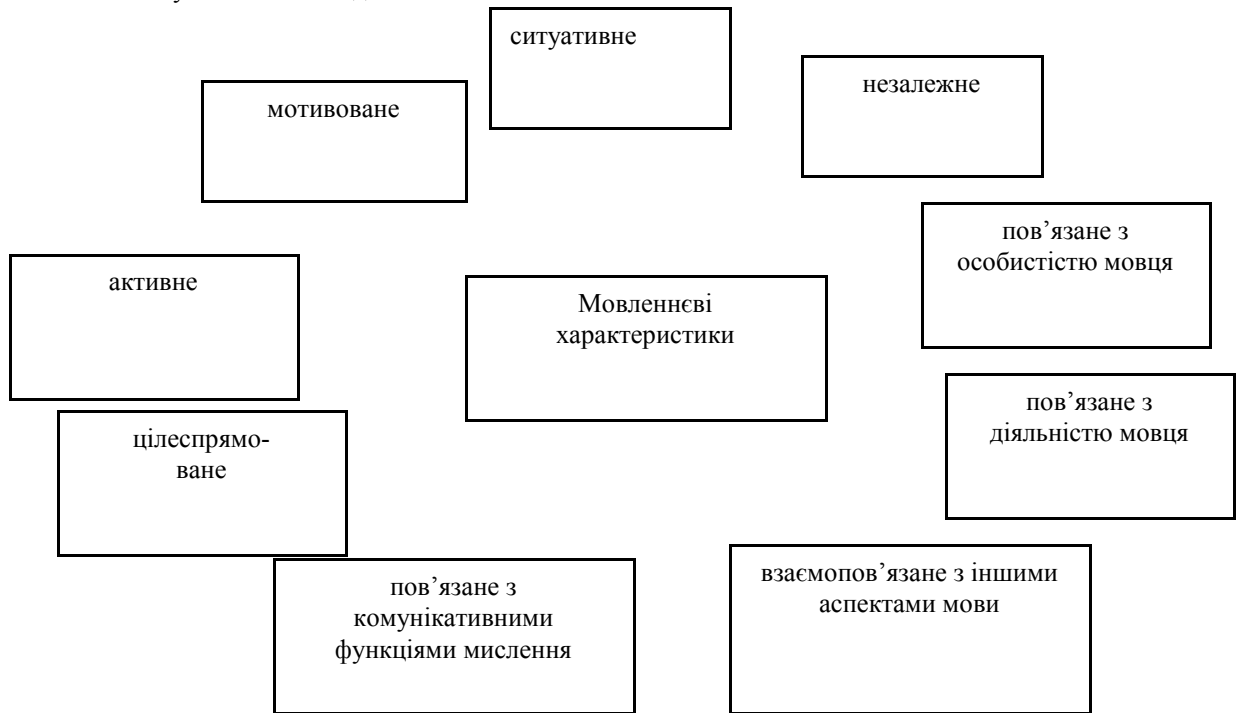 ситуативне
незалежне
мотивоване
пов’язане з
особистістю мовця
активне
Мовленнєві
характеристики
пов’язане з
діяльністю мовця
цілеспрямо-
ване
взаємопов’язане з іншими
аспектами мови
пов’язане з
комунікативними
функціями мислення